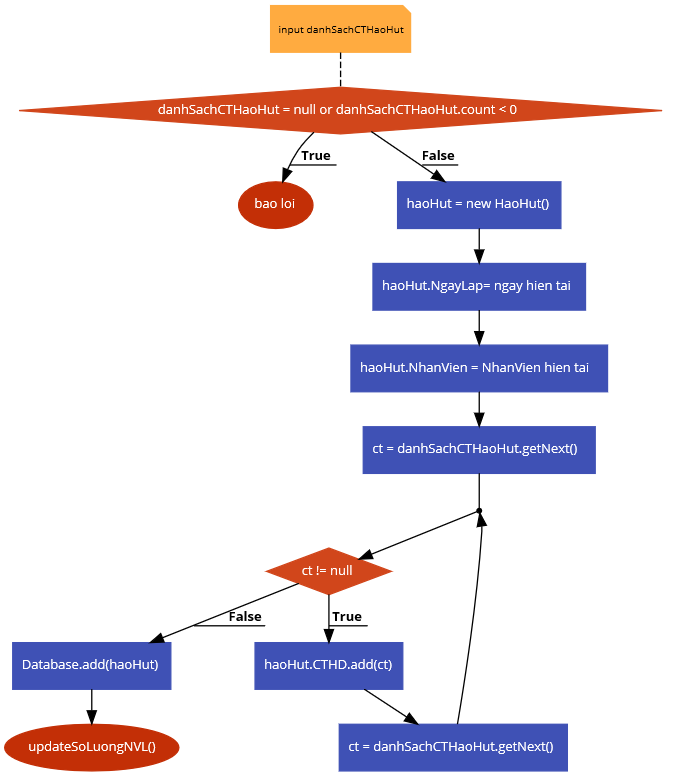 input danhSachCTHaoHut
danhSachCTHaoHut = null or danhSachCTHaoHut.count < 0
True
False
bao loi
haoHut = new HaoHut()
haoHut.NgayLap= ngay hien tai
haoHut.NhanVien = NhanVien hien tai
ct = danhSachCTHaoHut.getNext()
ct != null
False
True
Database.add(haoHut)
haoHut.CTHD.add(ct)
updateSoLuongNVL()
ct = danhSachCTHaoHut.getNext()